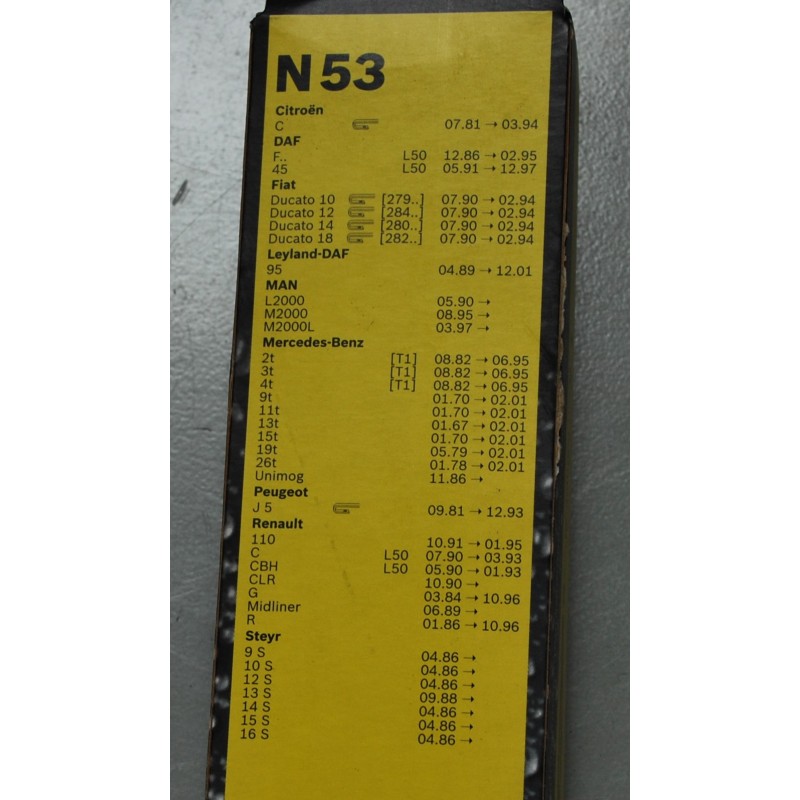 N53
Citroën
C 07.81 → 03.94
DAF
F.. L50 12.86 → 02.95
45 L50 05.91 → 12.97
Fiat
Ducato 10 [279..] 07.90 → 02.94
Ducato 12 [284..] 07.90 → 02.94
Ducato 14 [280..] 07.90 → 02.94
Ducato 18 [282..] 07.90 → 02.94
Leyland-DAF
95 04.89 → 12.01
MAN
L2000 05.90 →
M2000 08.95 →
M2000L 03.97 →
Mercedes-Benz
2t [T1] 08.82 → 06.95
3t [T1] 08.82 → 06.95
4t [T1] 08.82 → 06.95
9t 01.70 → 02.01
11t 01.70 → 02.01
13t 01.67 → 02.01
15t 01.70 → 02.01
19t 05.79 → 02.01
26t 01.78 → 02.01
Unimog 11.86 →
Peugeot
J 5 09.81 → 12.93
Renault
110 10.91 → 01.95
C L50 07.90 → 03.93
CBH L50 05.90 → 01.93
CLR 10.90 →
G 03.84 → 10.96
Midliner 06.89 →
R 01.86 → 10.96
Steyr
9 S 04.86 →
10 S 04.86 →
12 S 04.86 →
13 S 09.88 →
14 S 04.86 →
15 S 04.86 →
16 S 04.86 →